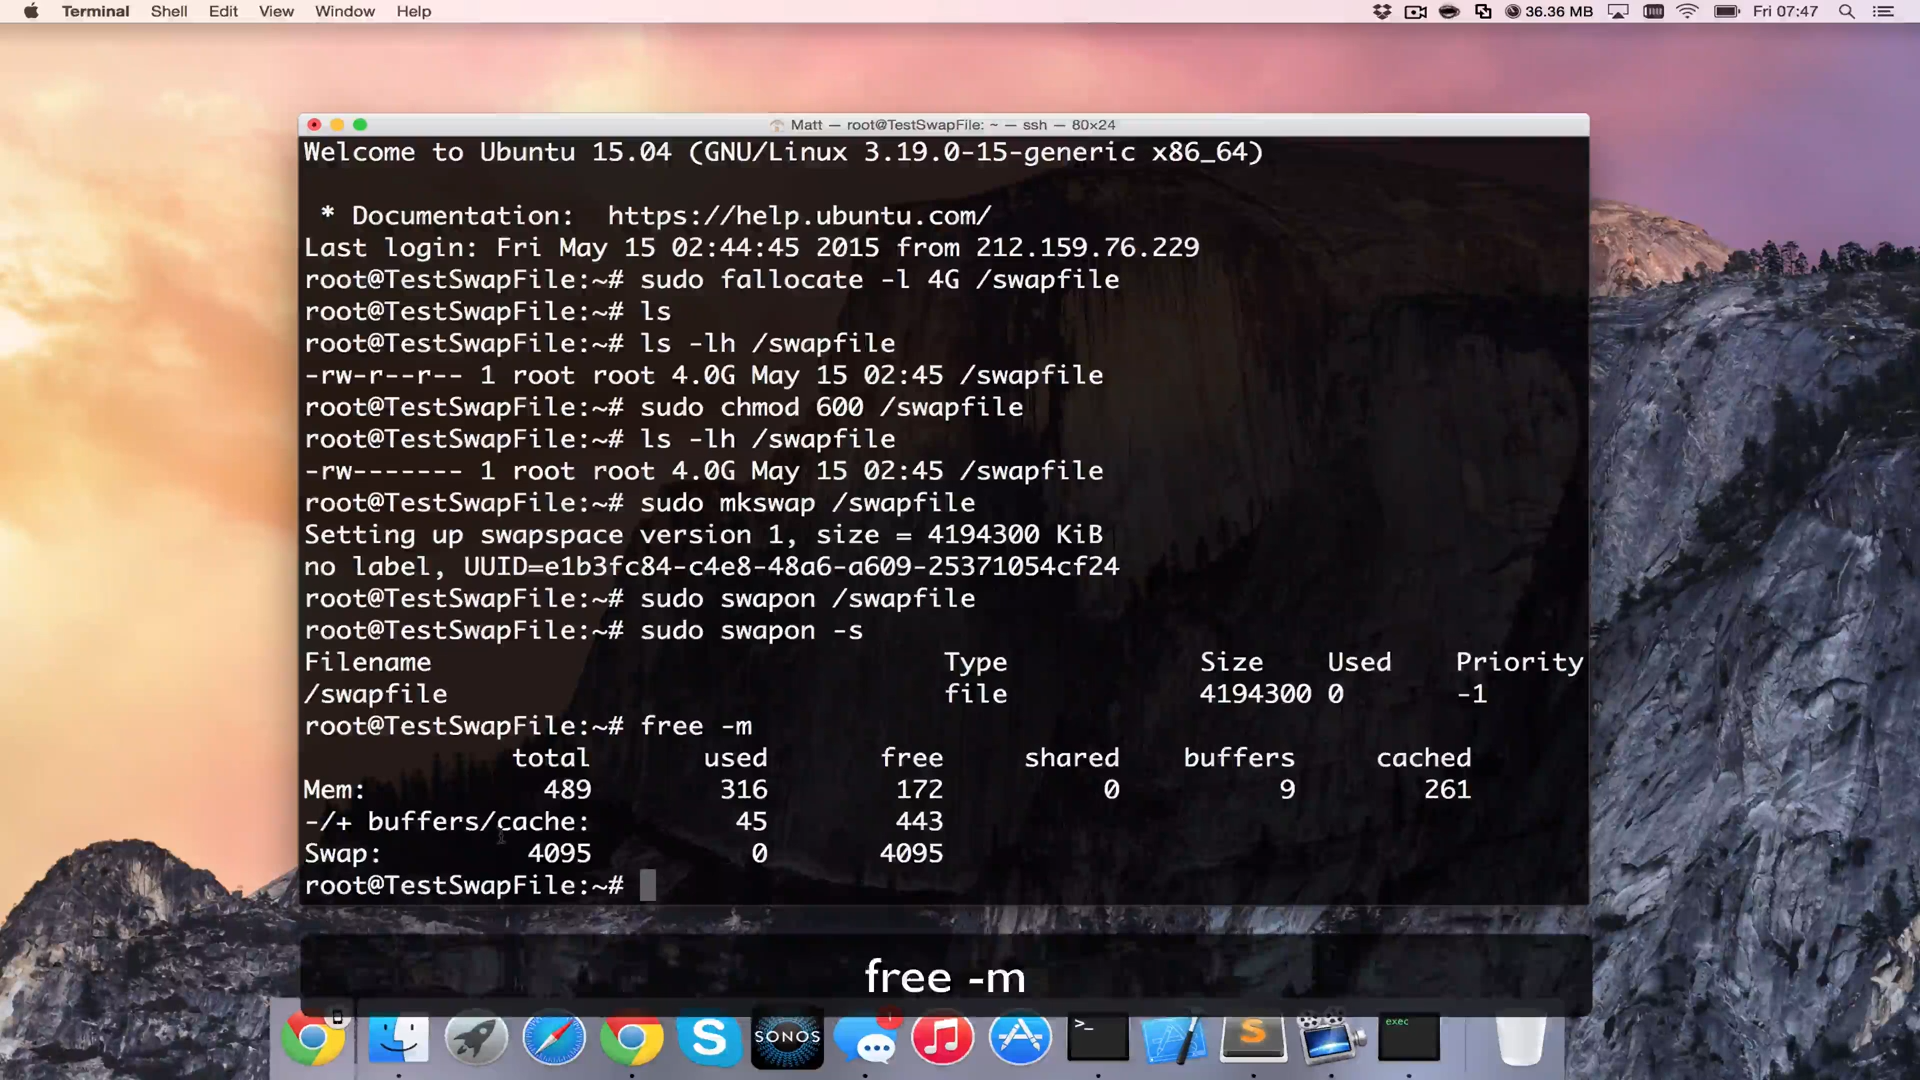 Terminal Shell Edit View Window Help 36.36 MB Fri 07:47
Matt — root@TestSwapFile: ~ — ssh — 80×24
Welcome to Ubuntu 15.04 (GNU/Linux 3.19.0-15-generic x86_64)
* Documentation: https://help.ubuntu.com/
Last login: Fri May 15 02:44:45 2015 from 212.159.76.229
root@TestSwapFile:~# sudo fallocate -l 4G /swapfile
root@TestSwapFile:~# ls
root@TestSwapFile:~# ls -lh /swapfile
-rw-r--r-- 1 root root 4.0G May 15 02:45 /swapfile
root@TestSwapFile:~# sudo chmod 600 /swapfile
root@TestSwapFile:~# ls -lh /swapfile
-rw------- 1 root root 4.0G May 15 02:45 /swapfile
root@TestSwapFile:~# sudo mkswap /swapfile
Setting up swapspace version 1, size = 4194300 KiB
no label, UUID=e1b3fc84-c4e8-48a6-a609-25371054cf24
root@TestSwapFile:~# sudo swapon /swapfile
root@TestSwapFile:~# sudo swapon -s
Filename Type Size Used Priority
/swapfile file 4194300 0 -1
root@TestSwapFile:~# free -m
total used free shared buffers cached
Mem: 489 316 172 0 9 261
-/+ buffers/cache: 45 443
Swap: 4095 0 4095
root@TestSwapFile:~#
free -m
S SONOS >_ S exec